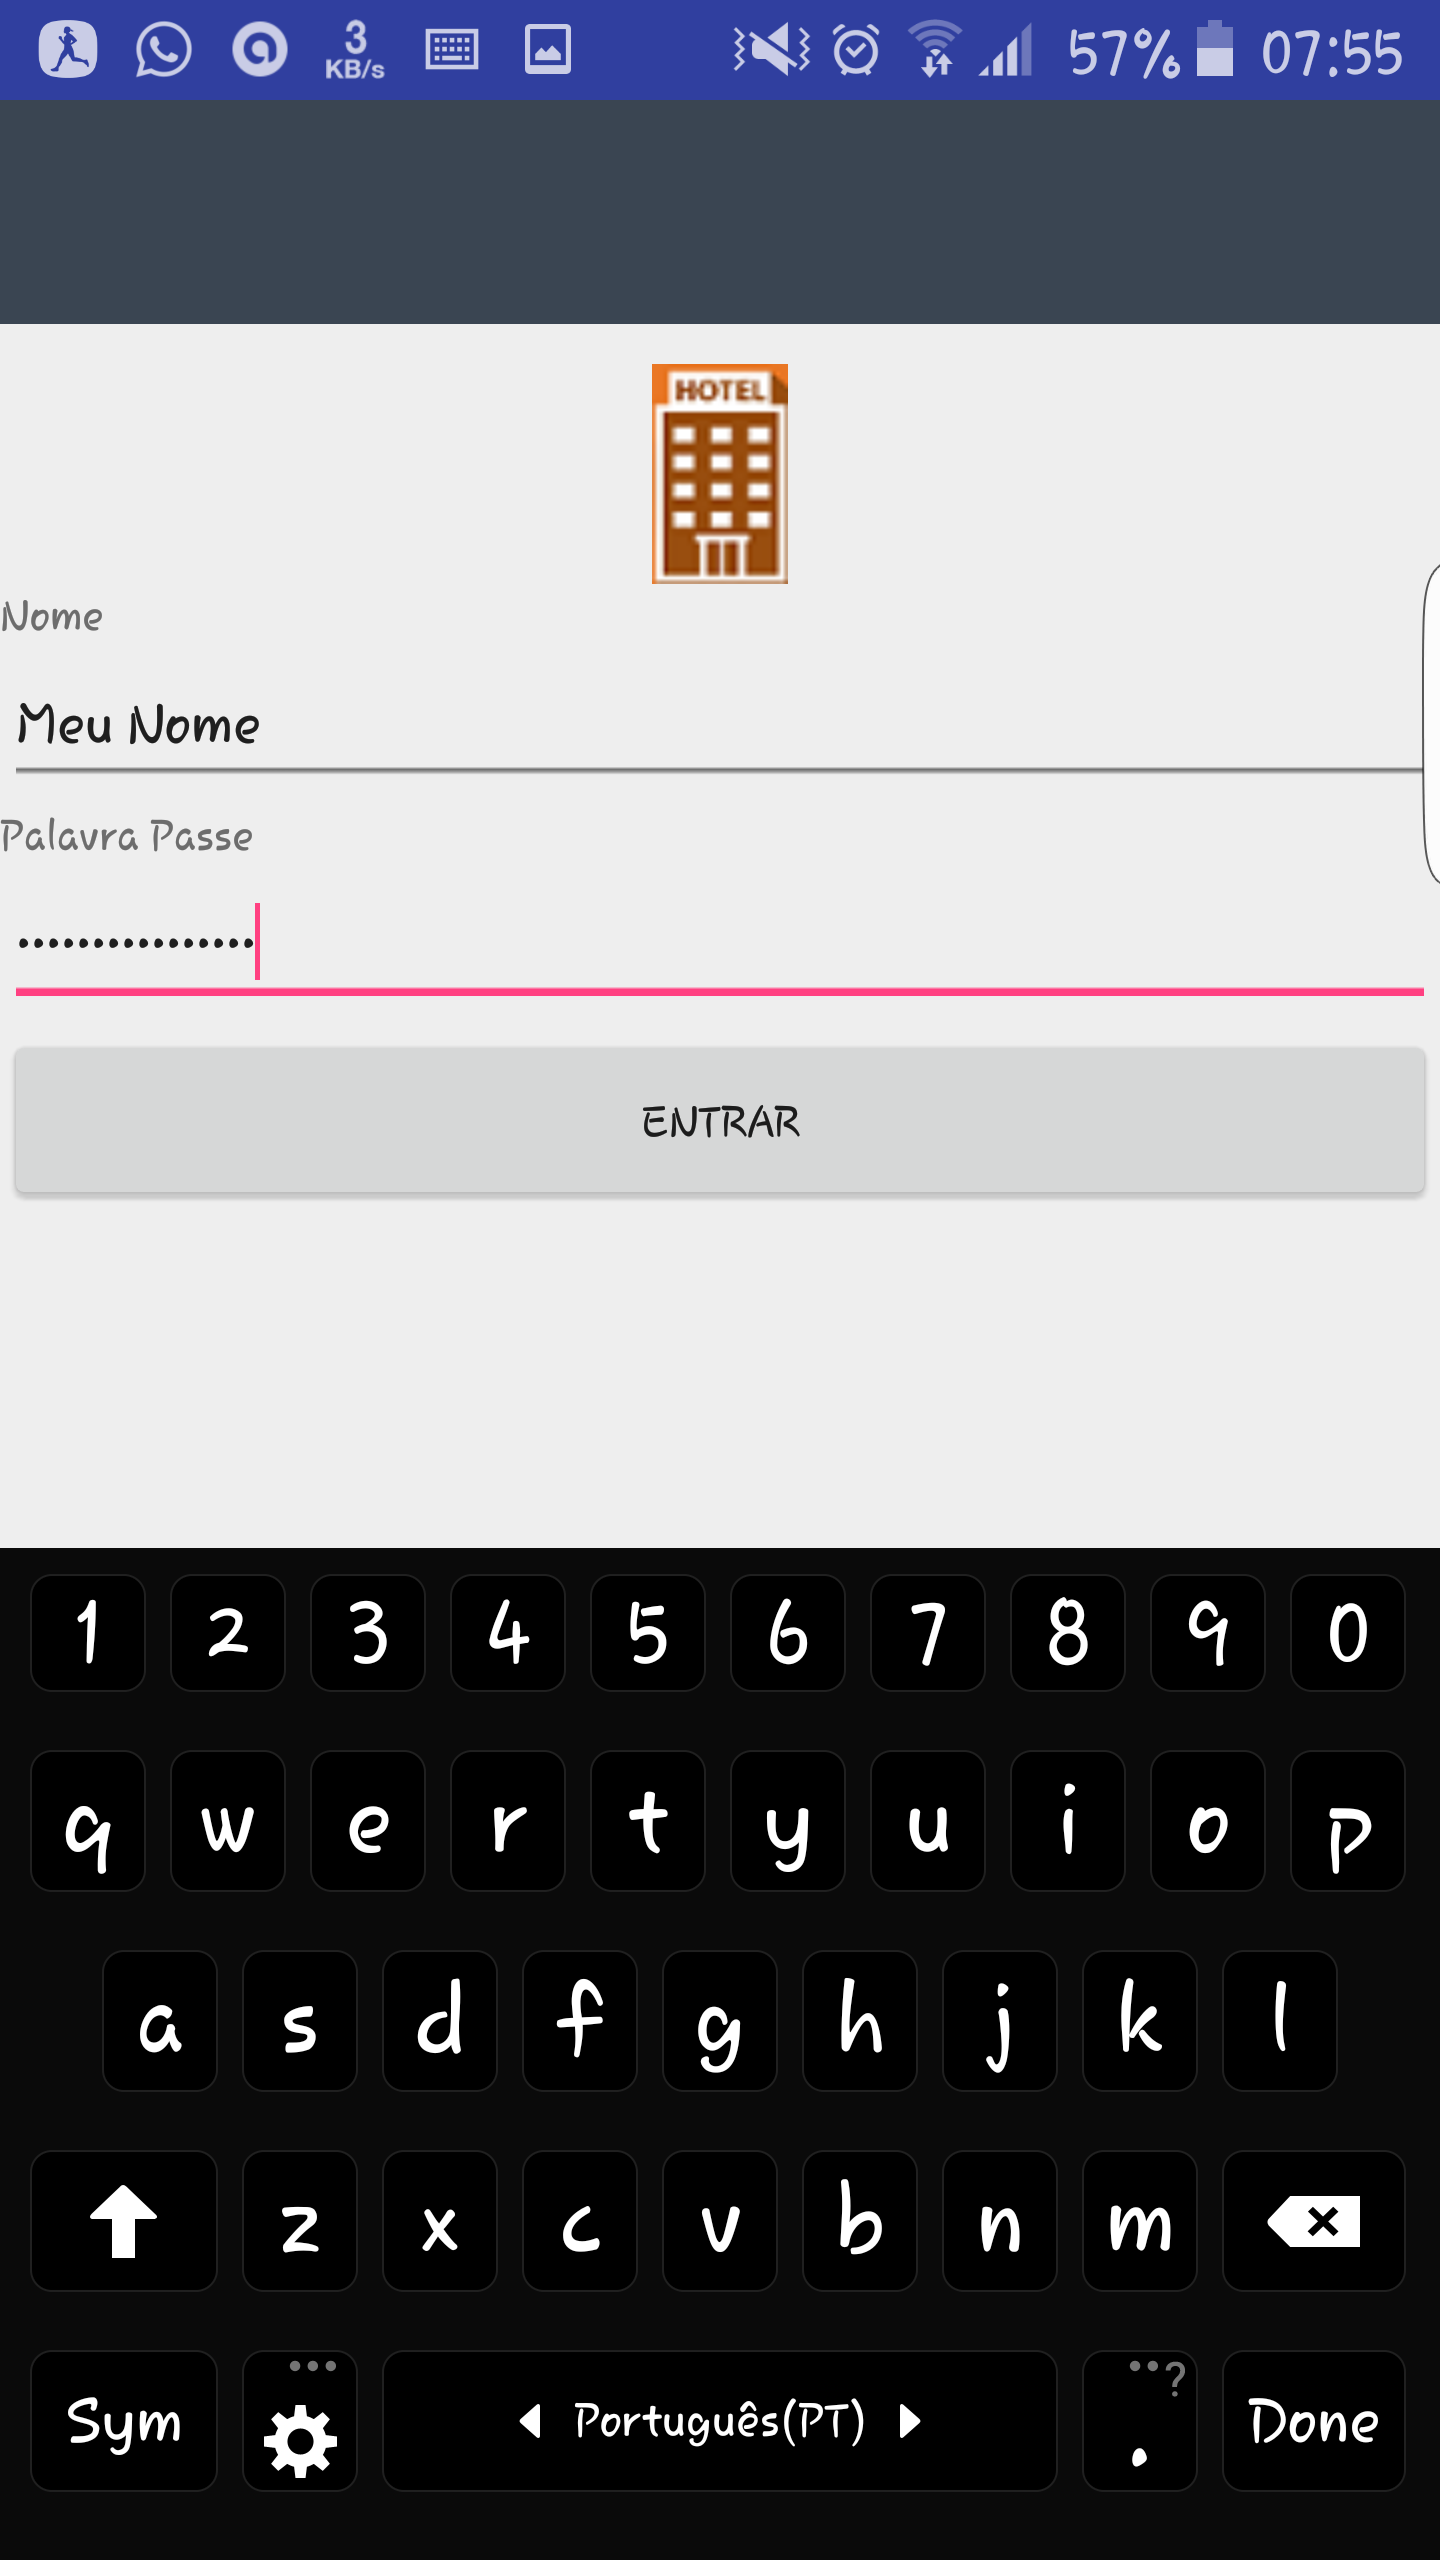 3 KB/s 57% 07:55
HOTEL
Nome
Meu Nome
Palavra Passe
••••••••••••••••
ENTRAR
1 2 3 4 5 6 7 8 9 0
q w e r t y u i o p
a s d f g h j k l
z x c v b n m
Sym ... Português(PT) ..? . Done